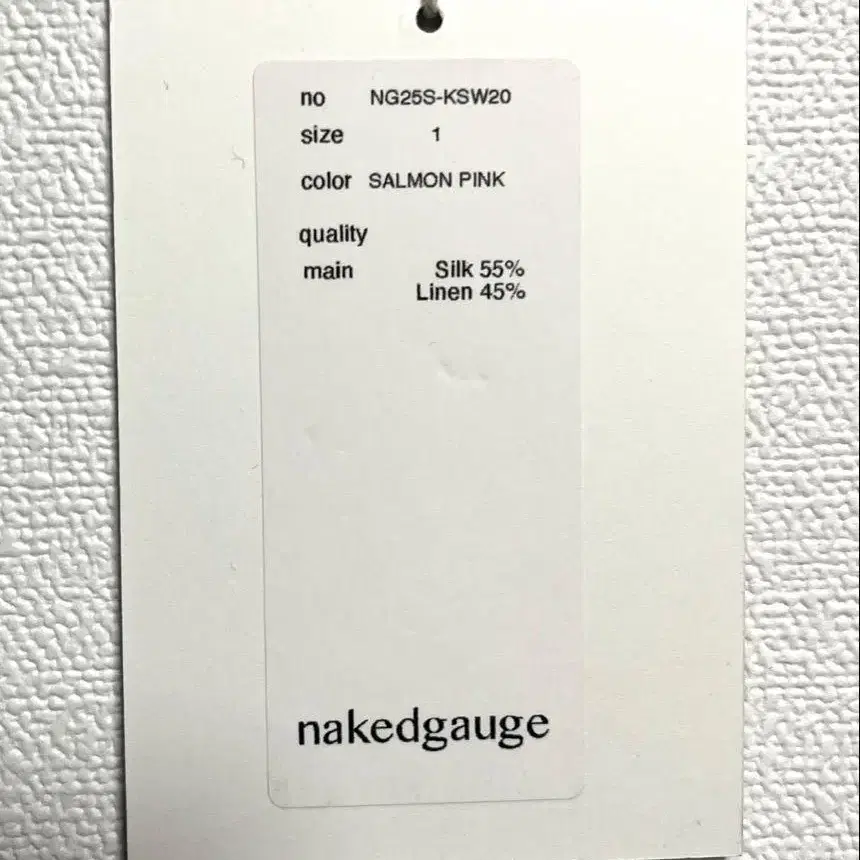 no NG25S-KSW20
size 1
color SALMON PINK
quality
main Silk 55%
Linen 45%
nakedgauge